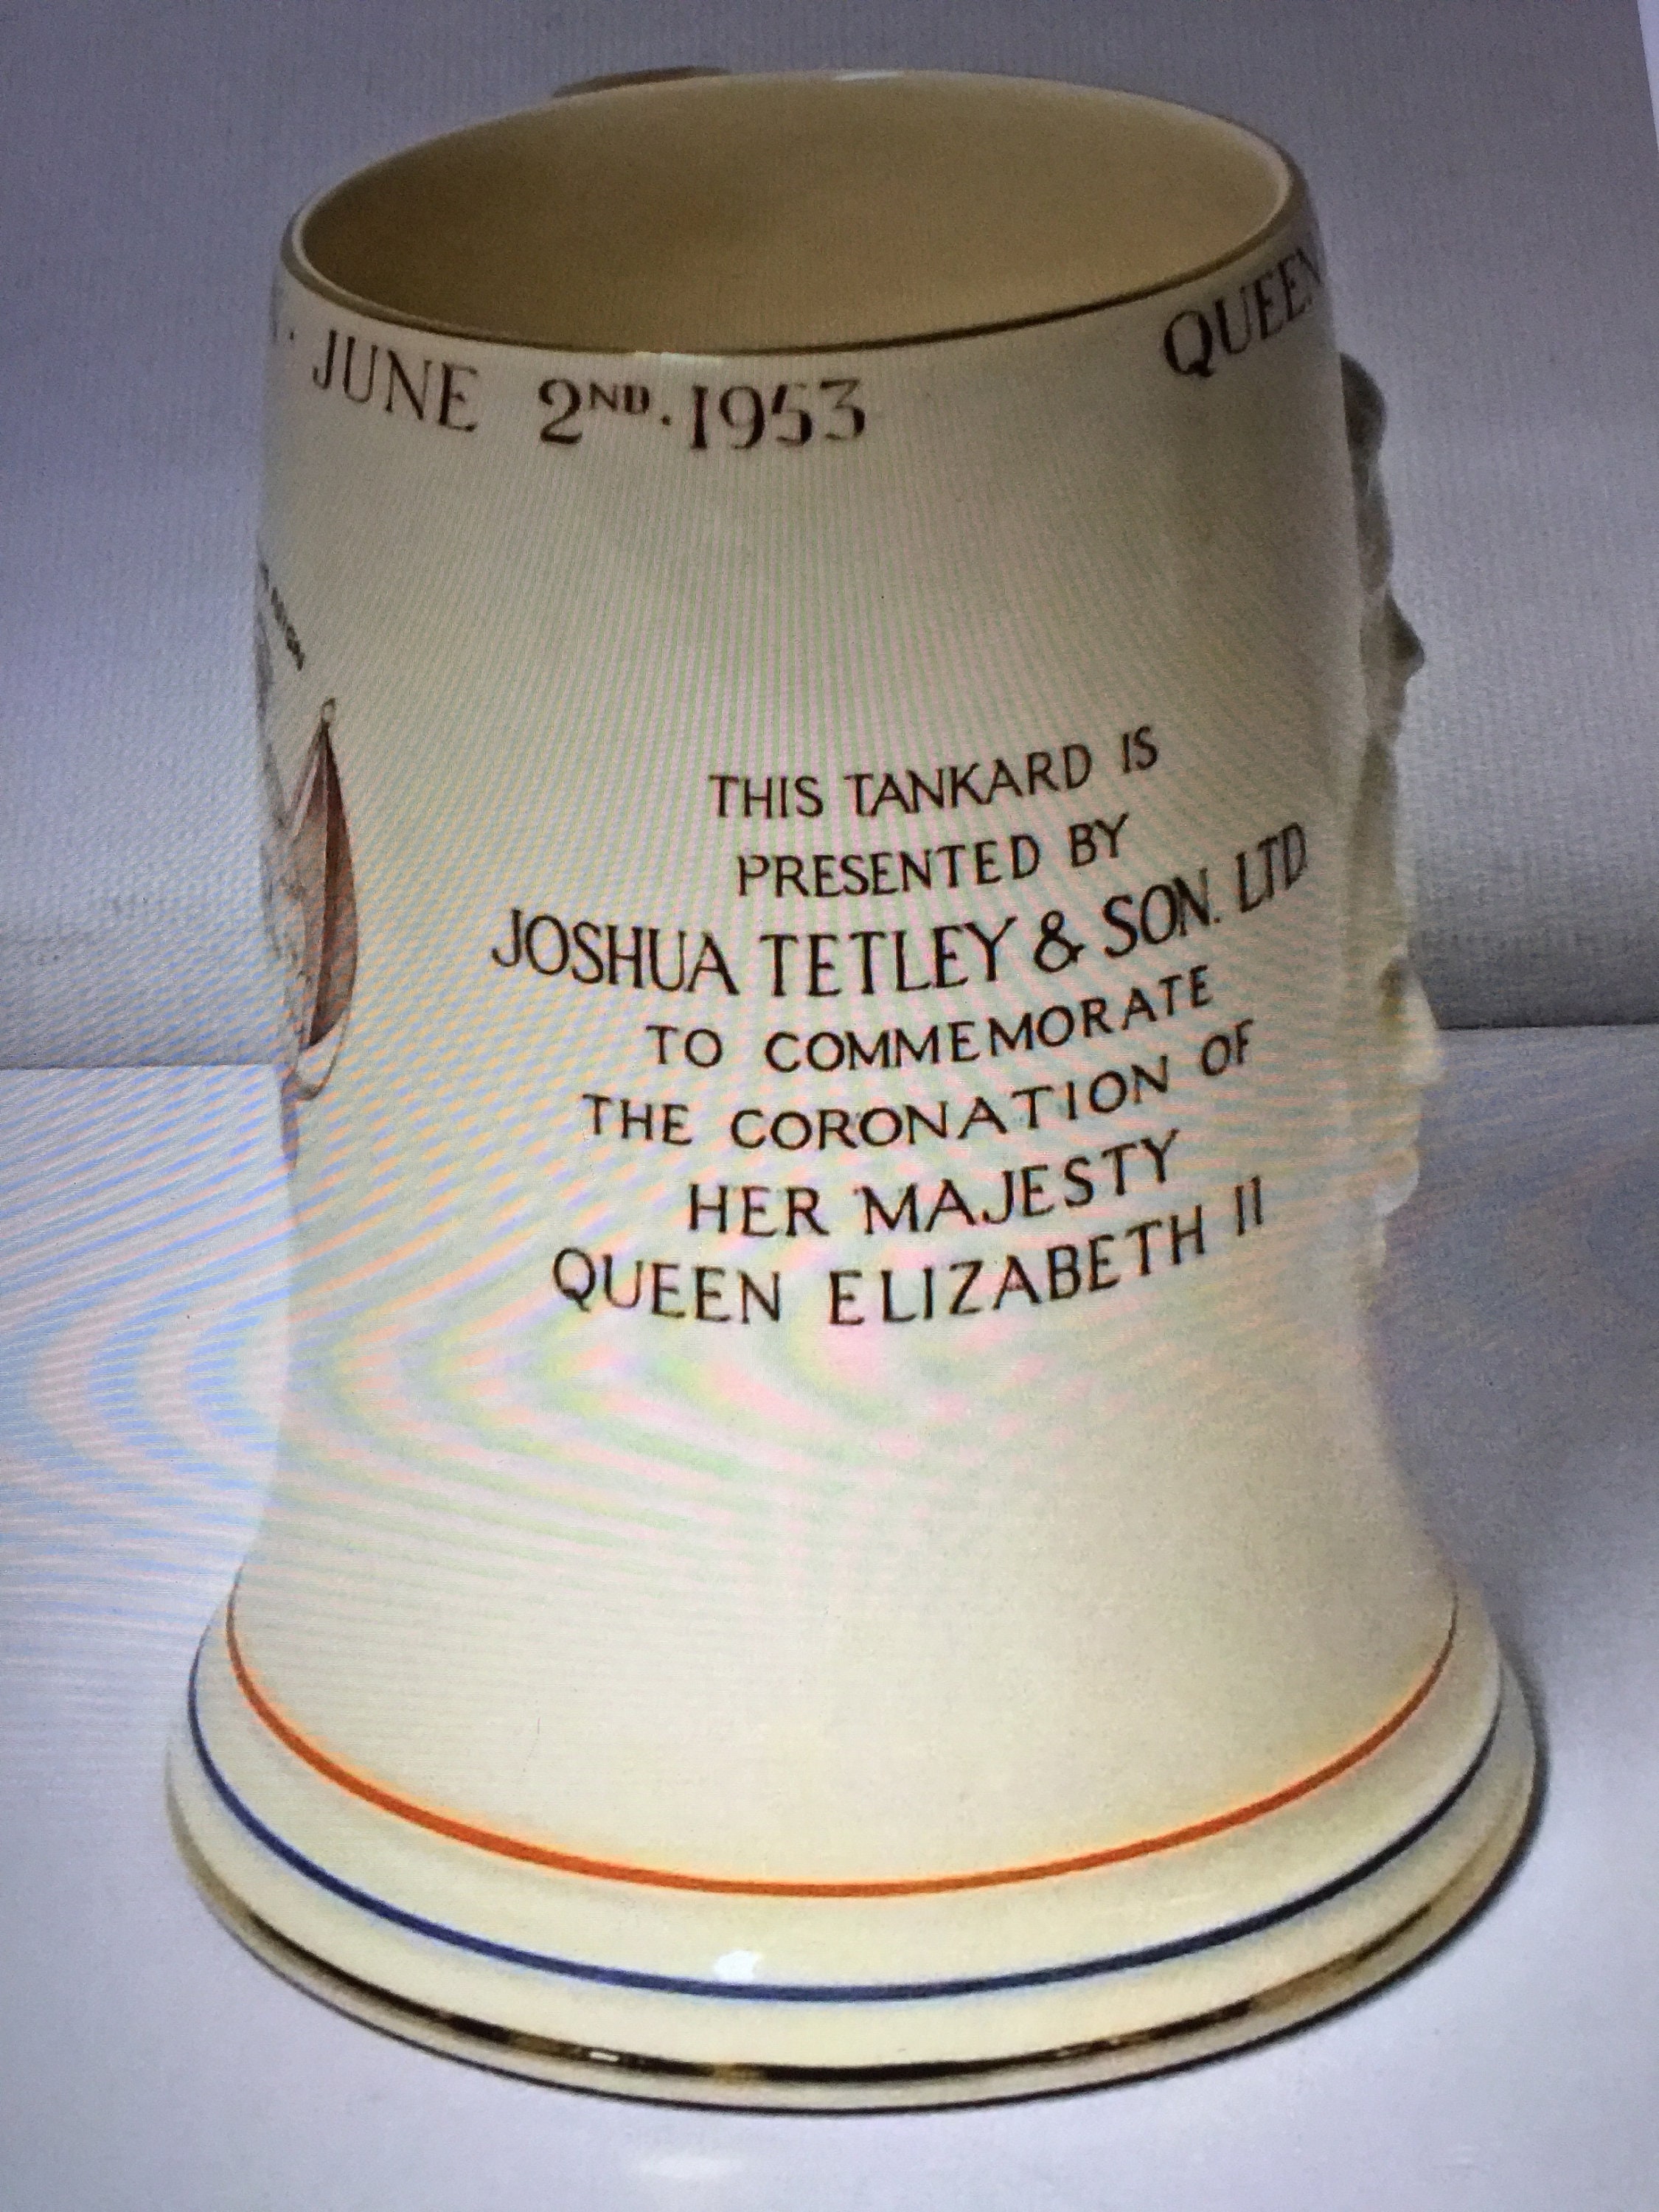 JUNE 2ND. 1953
QUEEN
THIS TANKARD IS
PRESENTED BY
JOSHUA TETLEY & SON. LTD
TO COMMEMORATE
THE CORONATION OF
HER MAJESTY
QUEEN ELIZABETH II